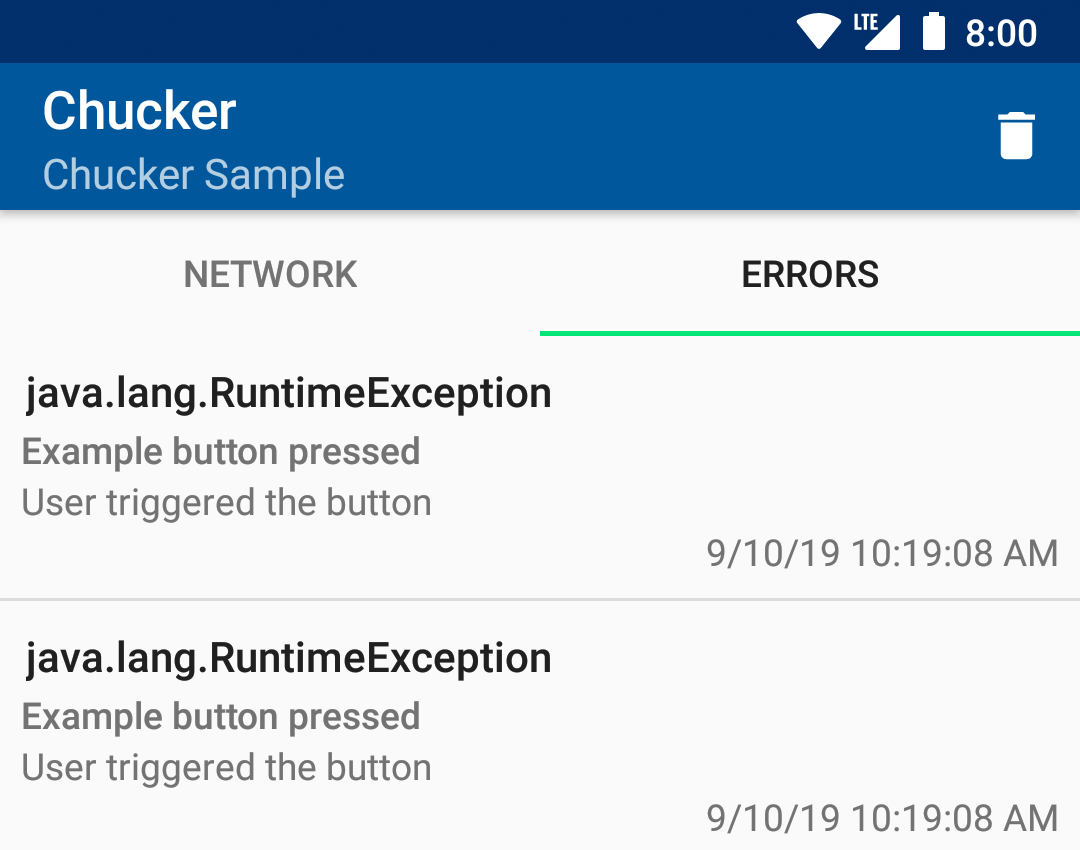 LTE 8:00
Chucker
Chucker Sample
NETWORK ERRORS
java.lang.RuntimeException
Example button pressed
User triggered the button
9/10/19 10:19:08 AM
java.lang.RuntimeException
Example button pressed
User triggered the button
9/10/19 10:19:08 AM